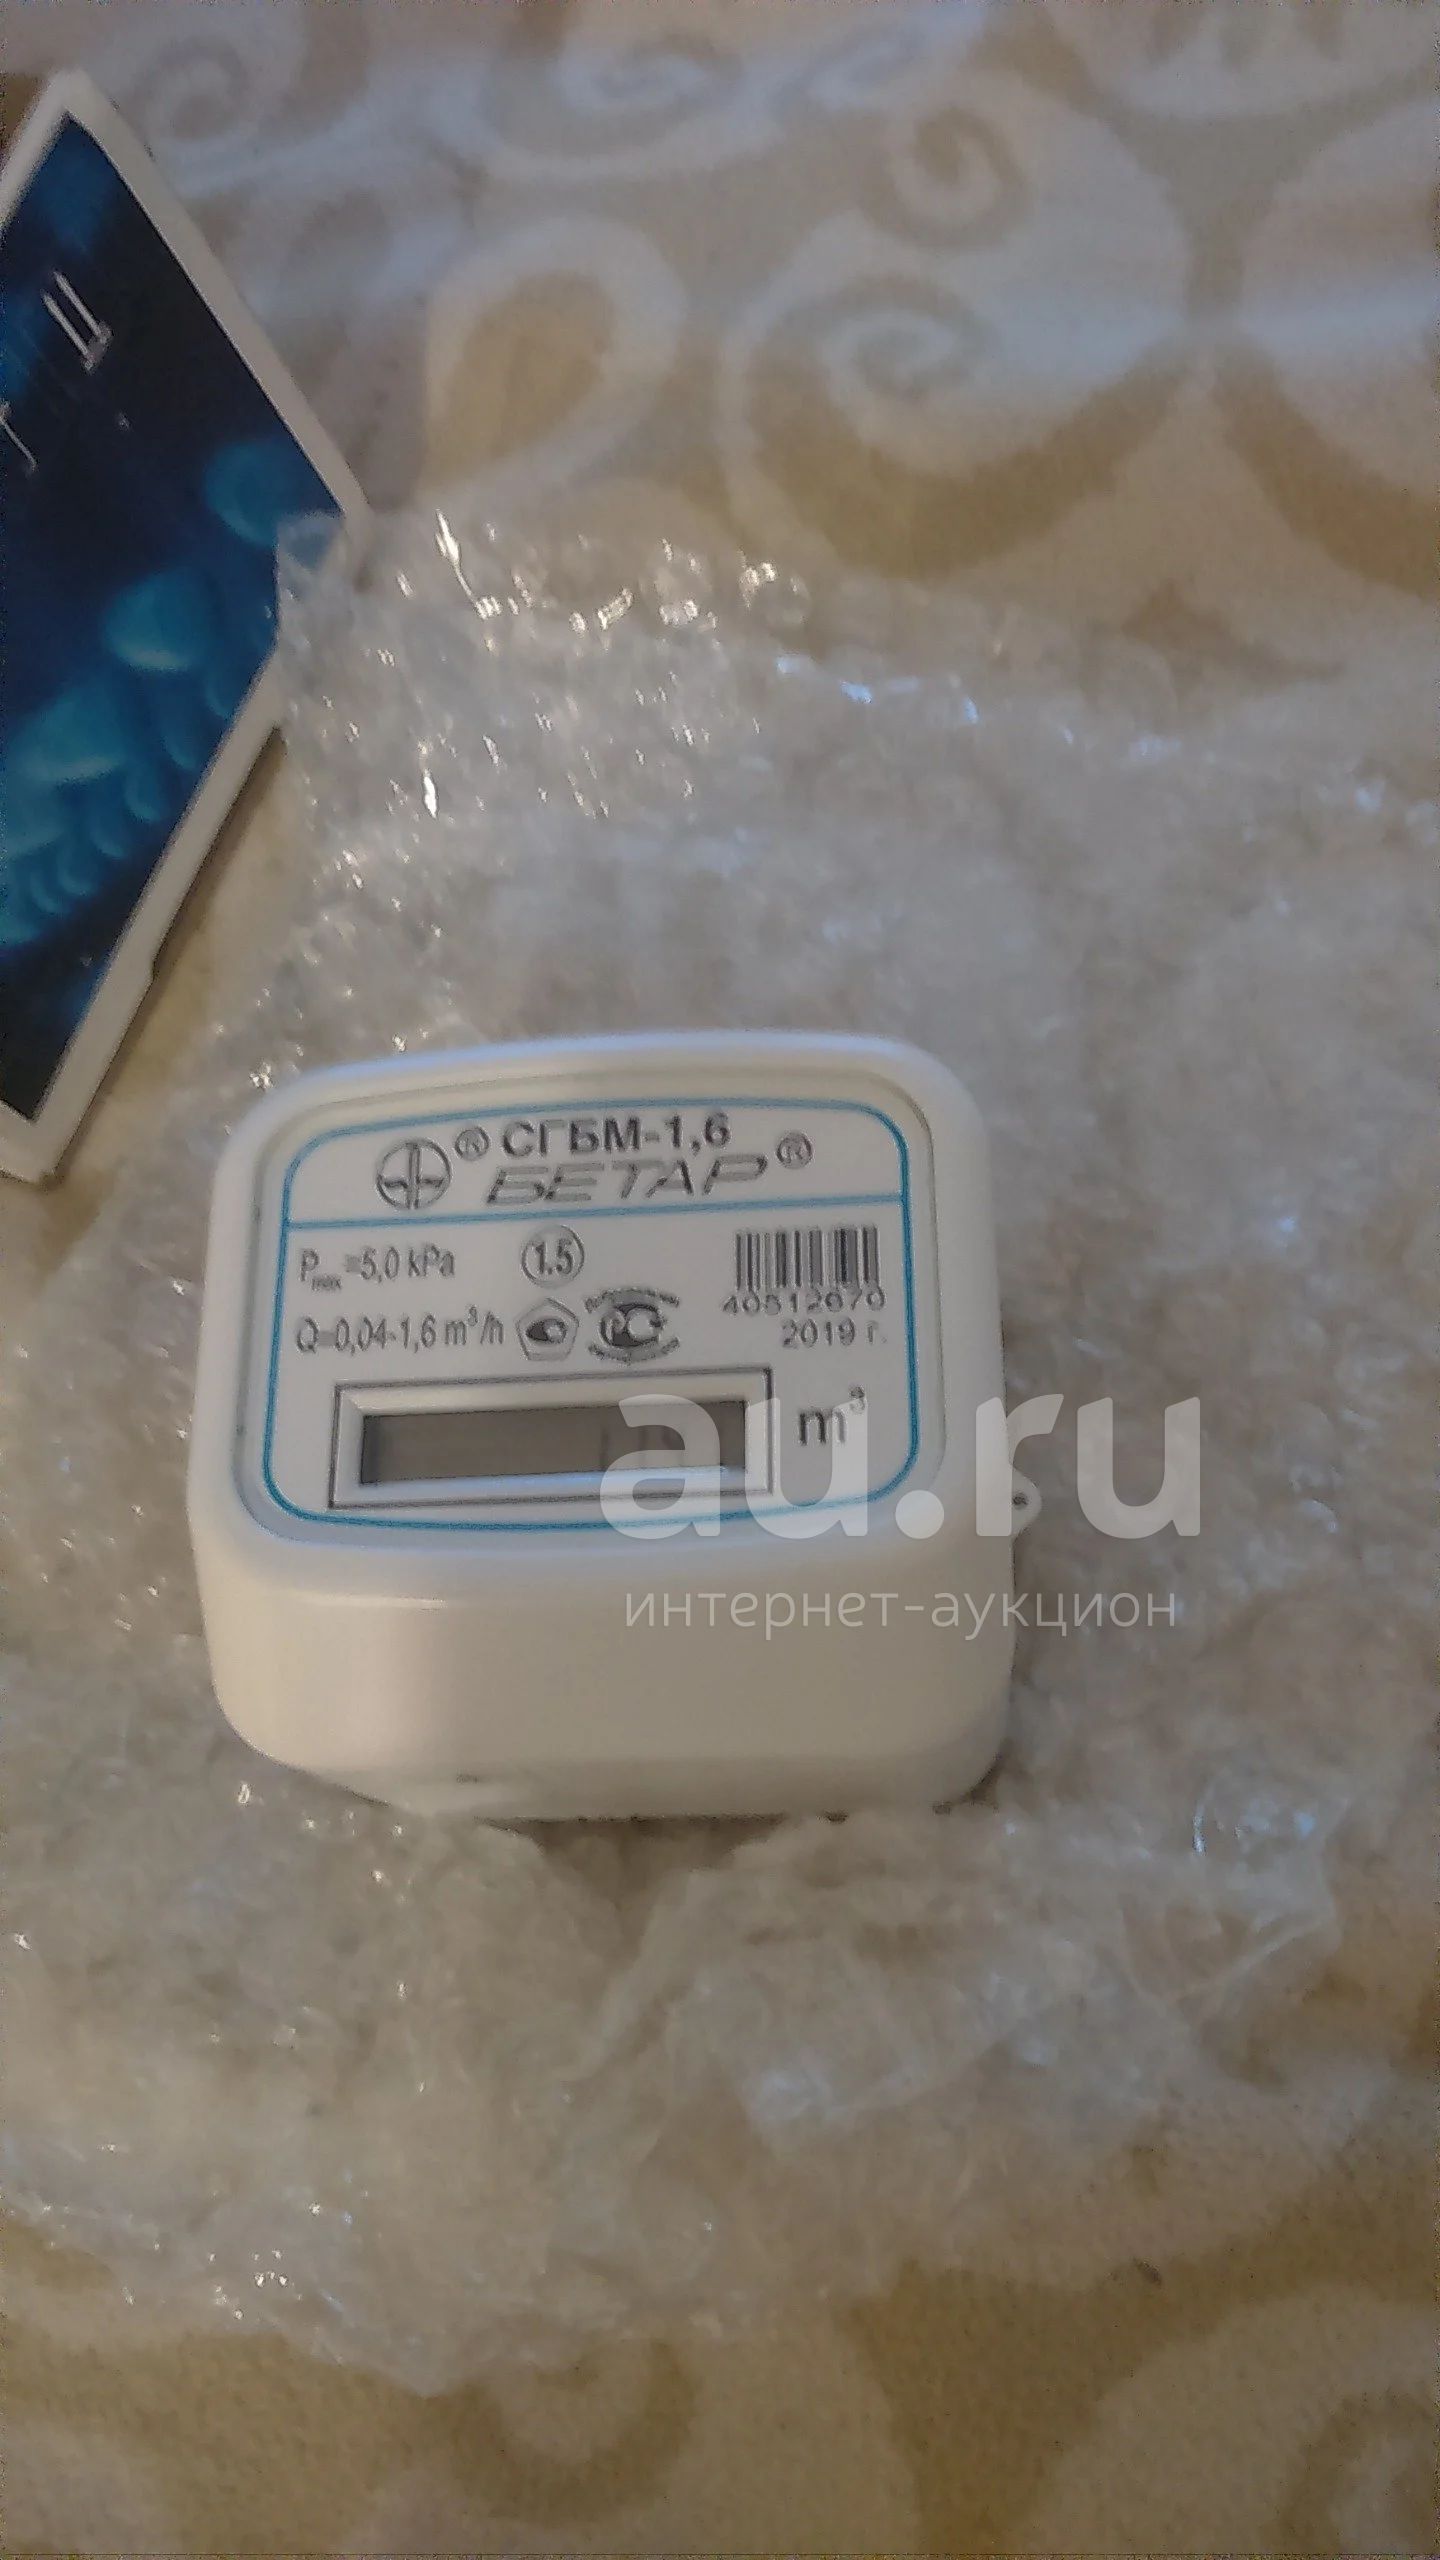 ® СГБМ-1,6
БЕТАР ®
Pmax=5,0 kPa
1.5
40512670
Q=0,04-1,6 m³/h
РСТ
2019 г.
m³
au.ru
интернет-аукцион